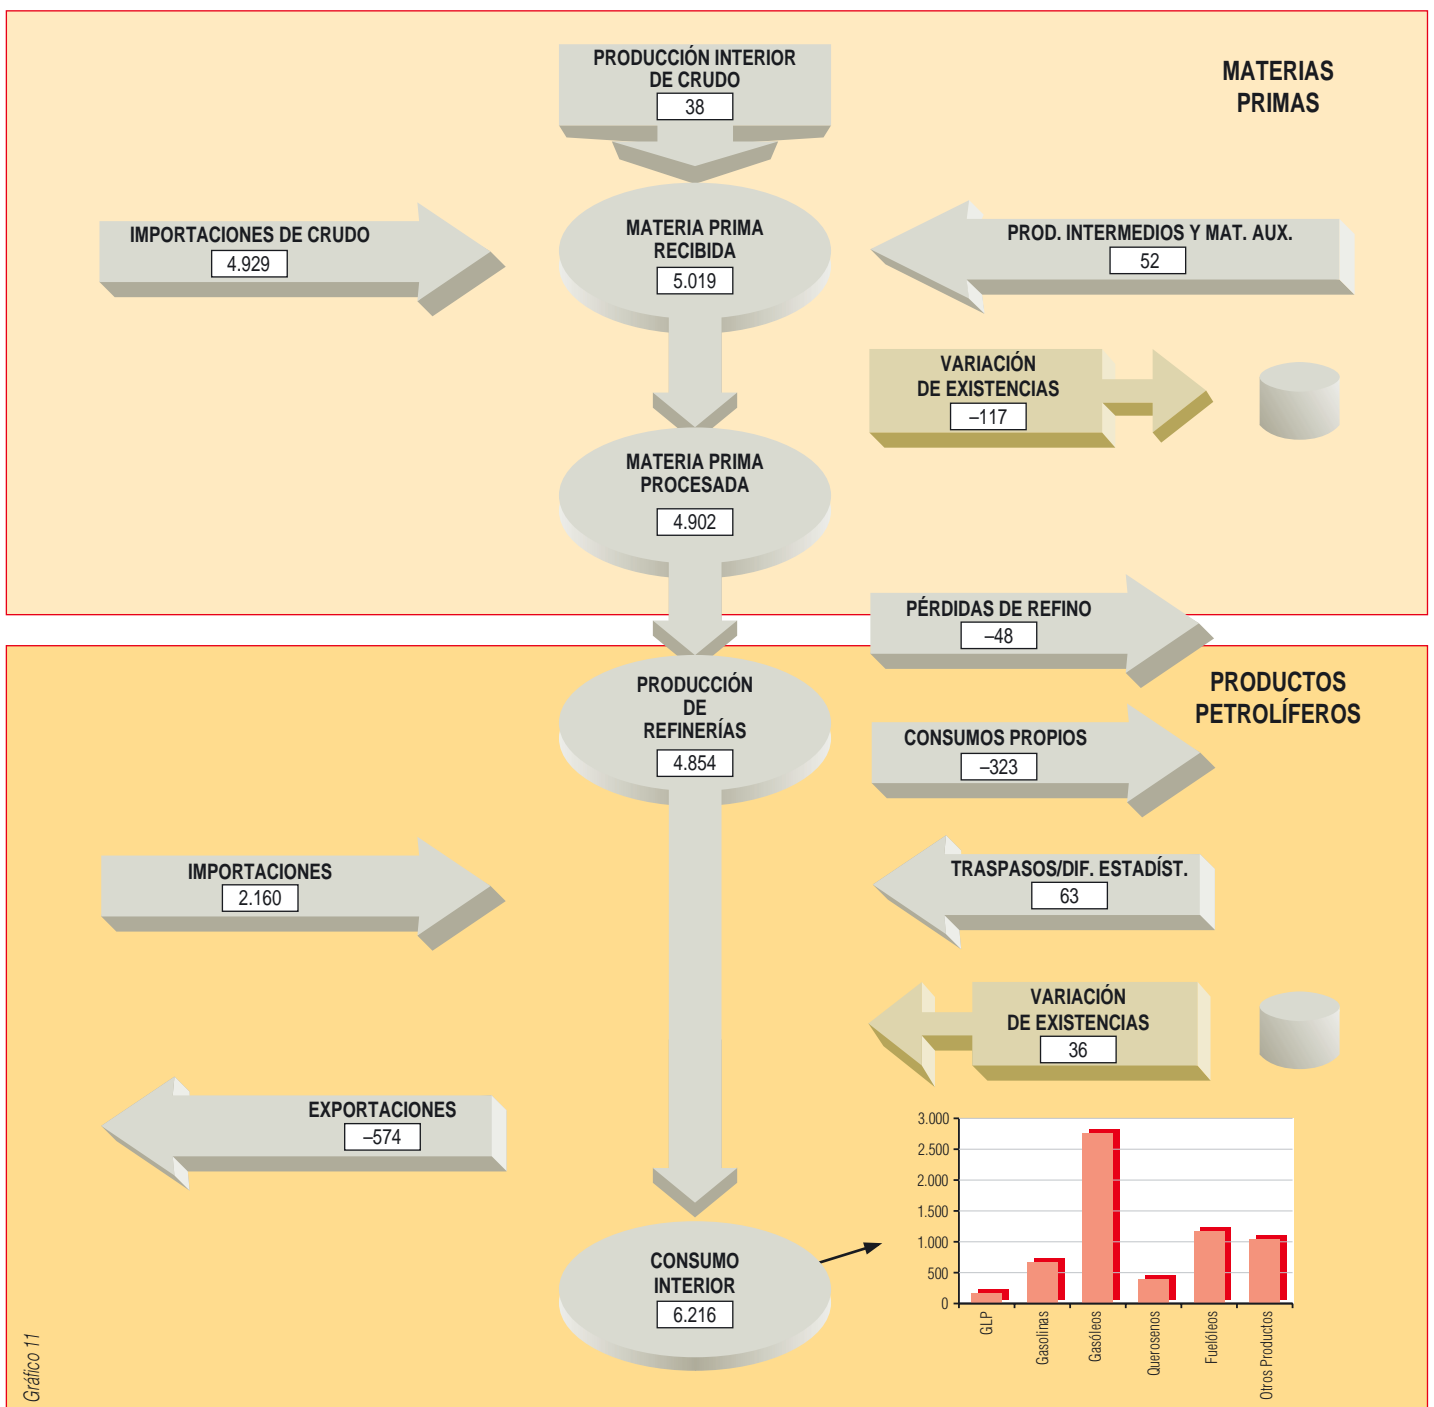 PRODUCCIÓN INTERIOR
DE CRUDO
38
MATERIAS
PRIMAS
IMPORTACIONES DE CRUDO
4.929
MATERIA PRIMA
RECIBIDA
5.019
PROD. INTERMEDIOS Y MAT. AUX.
52
VARIACIÓN
DE EXISTENCIAS
–117
MATERIA PRIMA
PROCESADA
4.902
PÉRDIDAS DE REFINO
–48
PRODUCTOS
PETROLÍFEROS
PRODUCCIÓN
DE
REFINERÍAS
4.854
CONSUMOS PROPIOS
–323
IMPORTACIONES
2.160
TRASPASOS/DIF. ESTADÍST.
63
VARIACIÓN
DE EXISTENCIAS
36
EXPORTACIONES
–574
CONSUMO
INTERIOR
6.216
3.000
2.500
2.000
1.500
1.000
500
0
GLP
Gasolinas
Gasóleos
Querosenos
Fuelóleos
Otros Productos
Gráfico 11